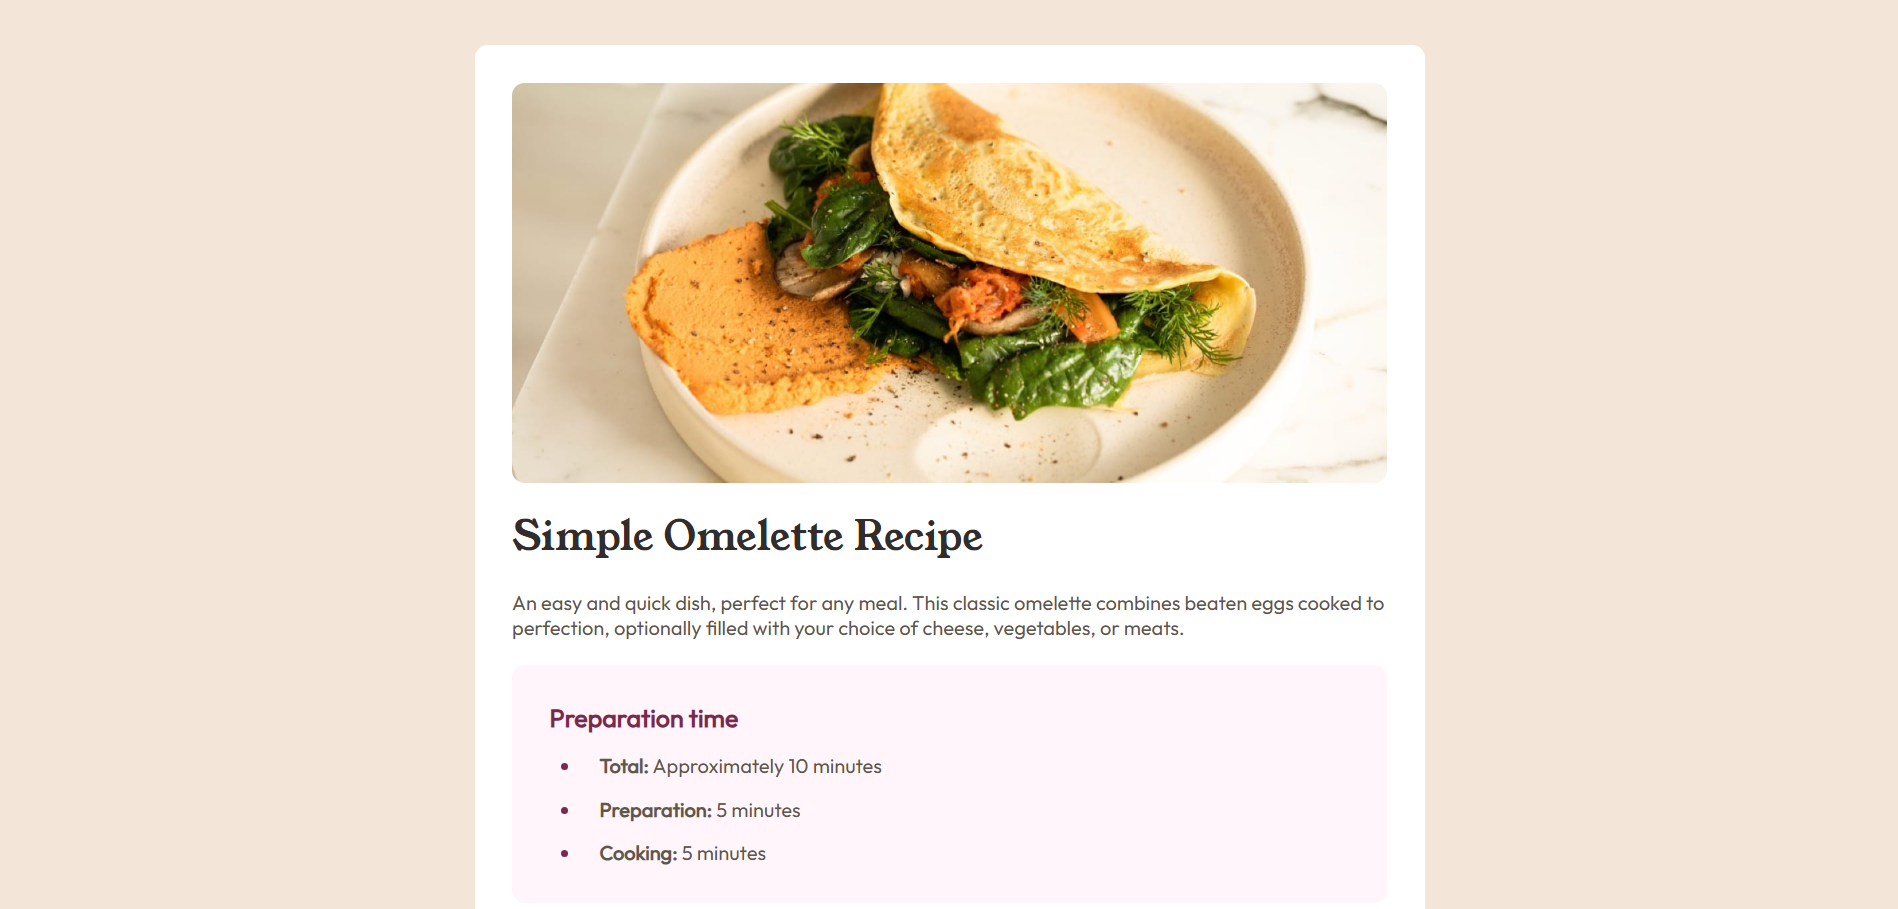 Simple Omelette Recipe
An easy and quick dish, perfect for any meal. This classic omelette combines beaten eggs cooked to
perfection, optionally filled with your choice of cheese, vegetables, or meats.
Preparation time
• Total: Approximately 10 minutes
• Preparation: 5 minutes
• Cooking: 5 minutes